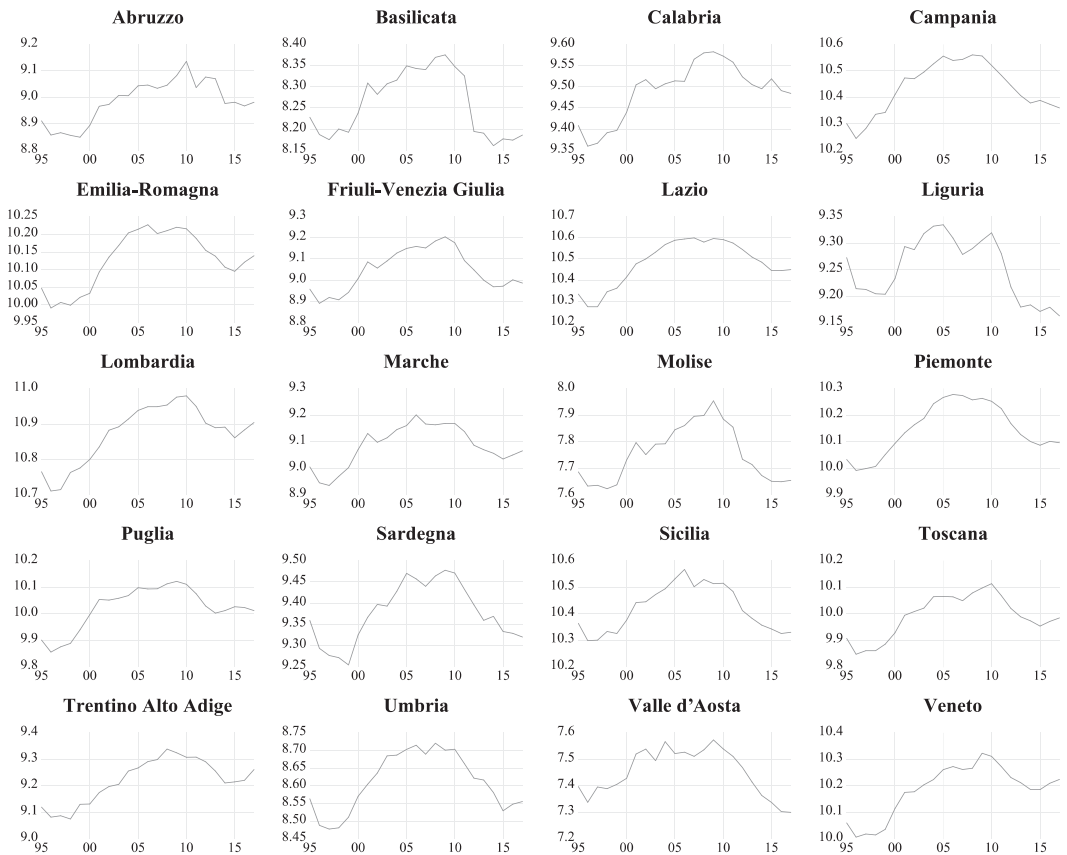 Abruzzo Basilicata Calabria Campania
9.2 8.40 9.60 10.6
9.1 8.35 9.55 10.5
9.0 8.30 9.50 10.4
8.9 8.25 9.45 10.3
8.8 8.20 9.40 10.2
8.15 9.35
95 00 05 10 15 95 00 05 10 15 95 00 05 10 15 95 00 05 10 15
Emilia-Romagna Friuli-Venezia Giulia Lazio Liguria
10.25 9.3 10.7 9.35
10.20 9.2 10.6 9.30
10.15 9.1 10.5 9.25
10.10 9.0 10.4 9.20
10.05 8.9 10.3 9.15
10.00 8.8 10.2
9.95
95 00 05 10 15 95 00 05 10 15 95 00 05 10 15 95 00 05 10 15
Lombardia Marche Molise Piemonte
11.0 9.3 8.0 10.3
10.9 9.2 7.9 10.2
10.8 9.1 7.8 10.1
10.7 9.0 7.7 10.0
8.9 7.6 9.9
95 00 05 10 15 95 00 05 10 15 95 00 05 10 15 95 00 05 10 15
Puglia Sardegna Sicilia Toscana
10.2 9.50 10.6 10.2
10.1 9.45 10.5 10.1
10.0 9.40 10.4 10.0
9.9 9.35 10.3 9.9
9.8 9.30 10.2 9.8
9.25
95 00 05 10 15 95 00 05 10 15 95 00 05 10 15 95 00 05 10 15
Trentino Alto Adige Umbria Valle d’Aosta Veneto
9.4 8.75 7.6 10.4
9.3 8.70 7.5 10.3
9.2 8.65 7.4 10.2
9.1 8.60 7.3 10.1
9.0 8.55 7.2 10.0
8.50
8.45
95 00 05 10 15 95 00 05 10 15 95 00 05 10 15 95 00 05 10 15